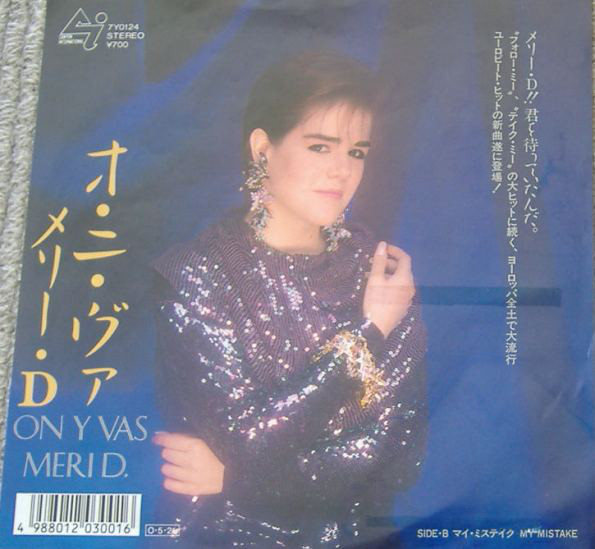 7Y0124
STEREO
¥700
メリー・D!!君を待っていたんだ。
"フォロー・ミー"、"テイク・ミー"の大ヒットに続く、ヨーロッパ全土で大流行
ユーロビート・ヒットの新曲遂に登場!
オ・ニ・ヴァ
メリー・D
ON Y VAS
MERI D.
4 988012 030016
SIDE・B マイ・ミステイク MY MISTAKE